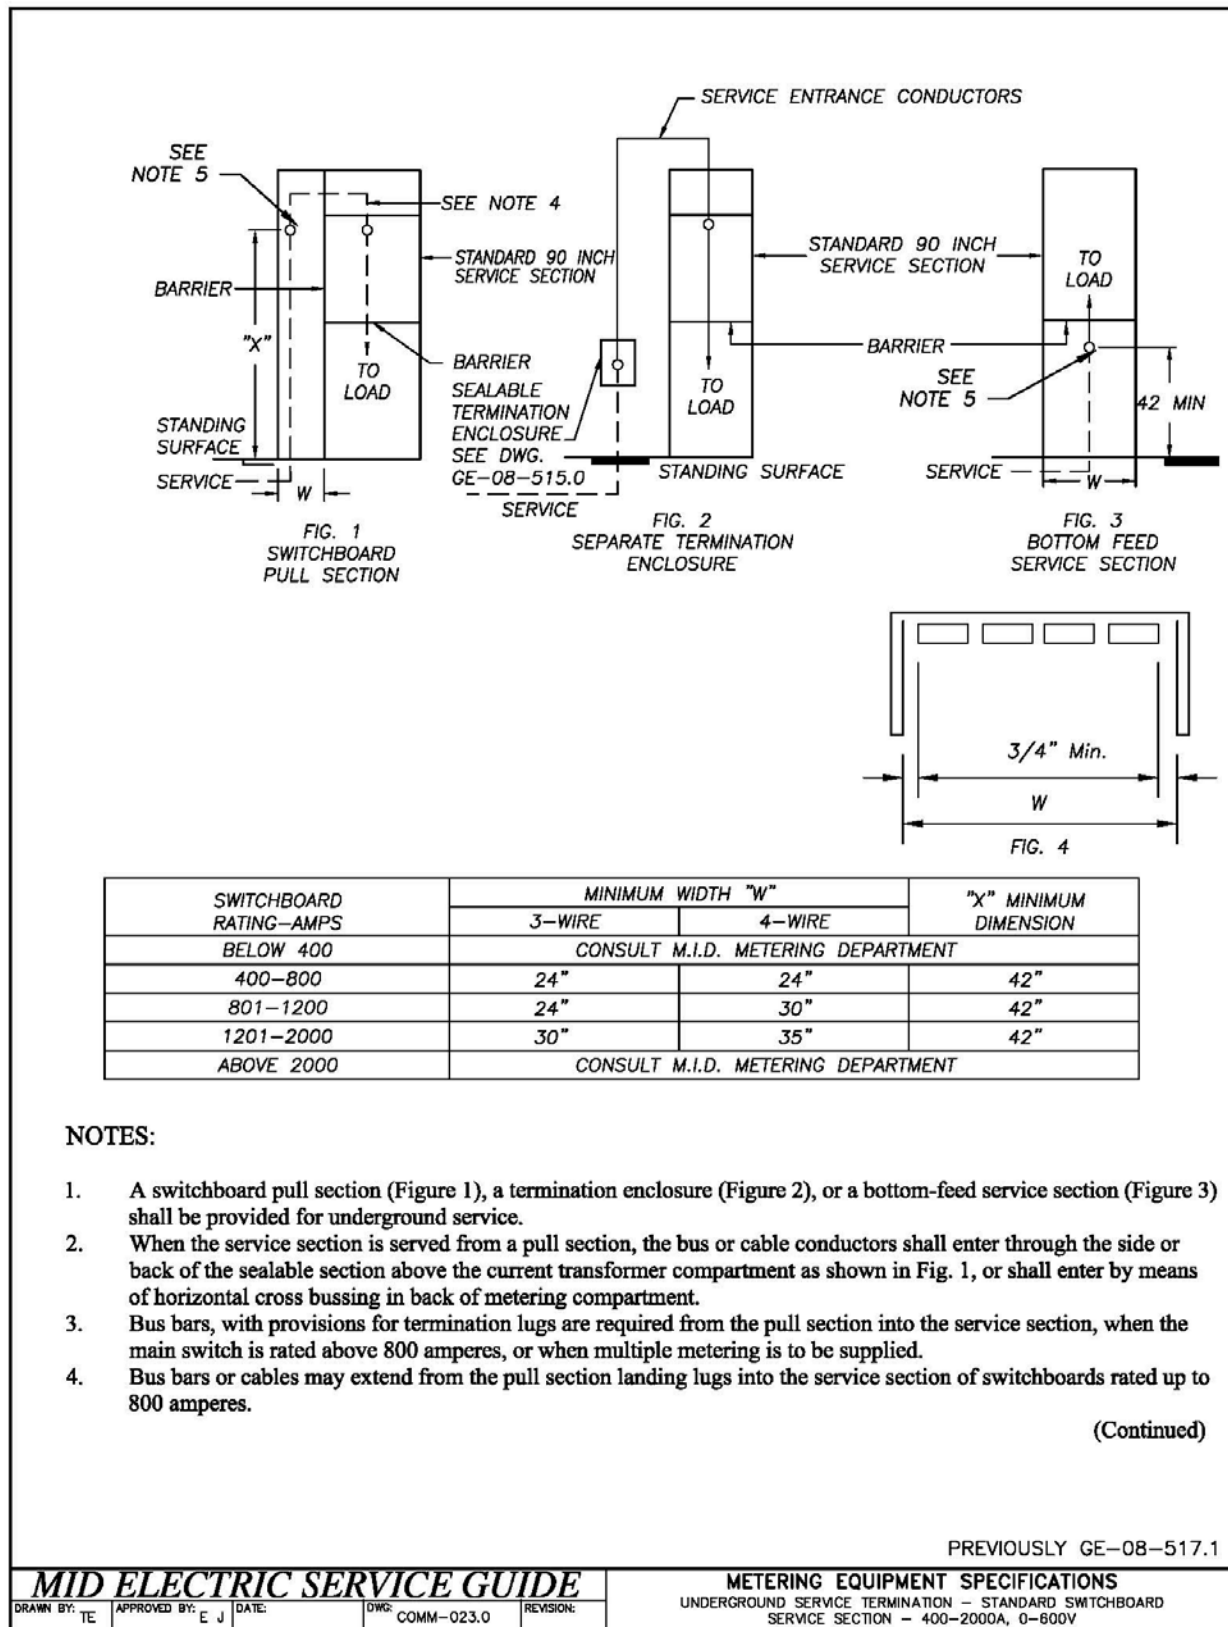 SERVICE ENTRANCE CONDUCTORS
SEE
NOTE 5
SEE NOTE 4
STANDARD 90 INCH
SERVICE SECTION
BARRIER
"X"
BARRIER
TO
LOAD
STANDING
SURFACE
SERVICE
W
FIG. 1
SWITCHBOARD
PULL SECTION
SEALABLE
TERMINATION
ENCLOSURE
SEE DWG.
GE-08-515.0
SERVICE
TO
LOAD
STANDING SURFACE
FIG. 2
SEPARATE TERMINATION
ENCLOSURE
STANDARD 90 INCH
SERVICE SECTION
BARRIER
TO
LOAD
SEE
NOTE 5
42 MIN
SERVICE
W
FIG. 3
BOTTOM FEED
SERVICE SECTION
3/4" Min.
W
FIG. 4
SWITCHBOARD
RATING-AMPS
MINIMUM WIDTH "W"
"X" MINIMUM
DIMENSION
3-WIRE 4-WIRE
BELOW 400 CONSULT M.I.D. METERING DEPARTMENT
400-800 24" 24" 42"
801-1200 24" 30" 42"
1201-2000 30" 35" 42"
ABOVE 2000 CONSULT M.I.D. METERING DEPARTMENT
NOTES:
1. A switchboard pull section (Figure 1), a termination enclosure (Figure 2), or a bottom-feed service section (Figure 3)
shall be provided for underground service.
2. When the service section is served from a pull section, the bus or cable conductors shall enter through the side or
back of the sealable section above the current transformer compartment as shown in Fig. 1, or shall enter by means
of horizontal cross bussing in back of metering compartment.
3. Bus bars, with provisions for termination lugs are required from the pull section into the service section, when the
main switch is rated above 800 amperes, or when multiple metering is to be supplied.
4. Bus bars or cables may extend from the pull section landing lugs into the service section of switchboards rated up to
800 amperes.
(Continued)
PREVIOUSLY GE-08-517.1
MID ELECTRIC SERVICE GUIDE
DRAWN BY: TE APPROVED BY: E J DATE: DWG: COMM-023.0 REVISION:
METERING EQUIPMENT SPECIFICATIONS
UNDERGROUND SERVICE TERMINATION - STANDARD SWITCHBOARD
SERVICE SECTION - 400-2000A, 0-600V